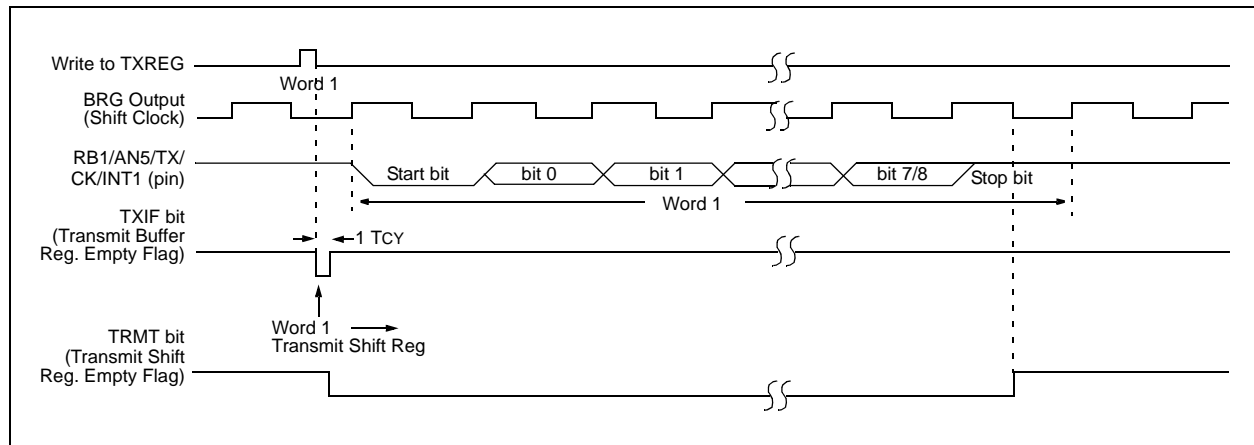 Write to TXREG
Word 1
BRG Output
(Shift Clock)
RB1/AN5/TX/
CK/INT1 (pin)
Start bit
bit 0
bit 1
bit 7/8
Stop bit
Word 1
TXIF bit
(Transmit Buffer
Reg. Empty Flag)
1 TCY
Word 1
Transmit Shift Reg
TRMT bit
(Transmit Shift
Reg. Empty Flag)